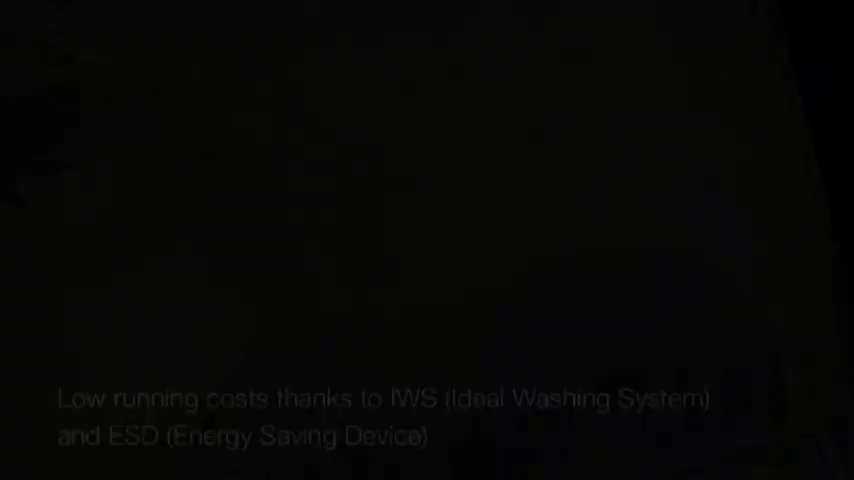 Low running costs thanks to IWS (Ideal Washing System)
and ESD (Energy Saving Device)